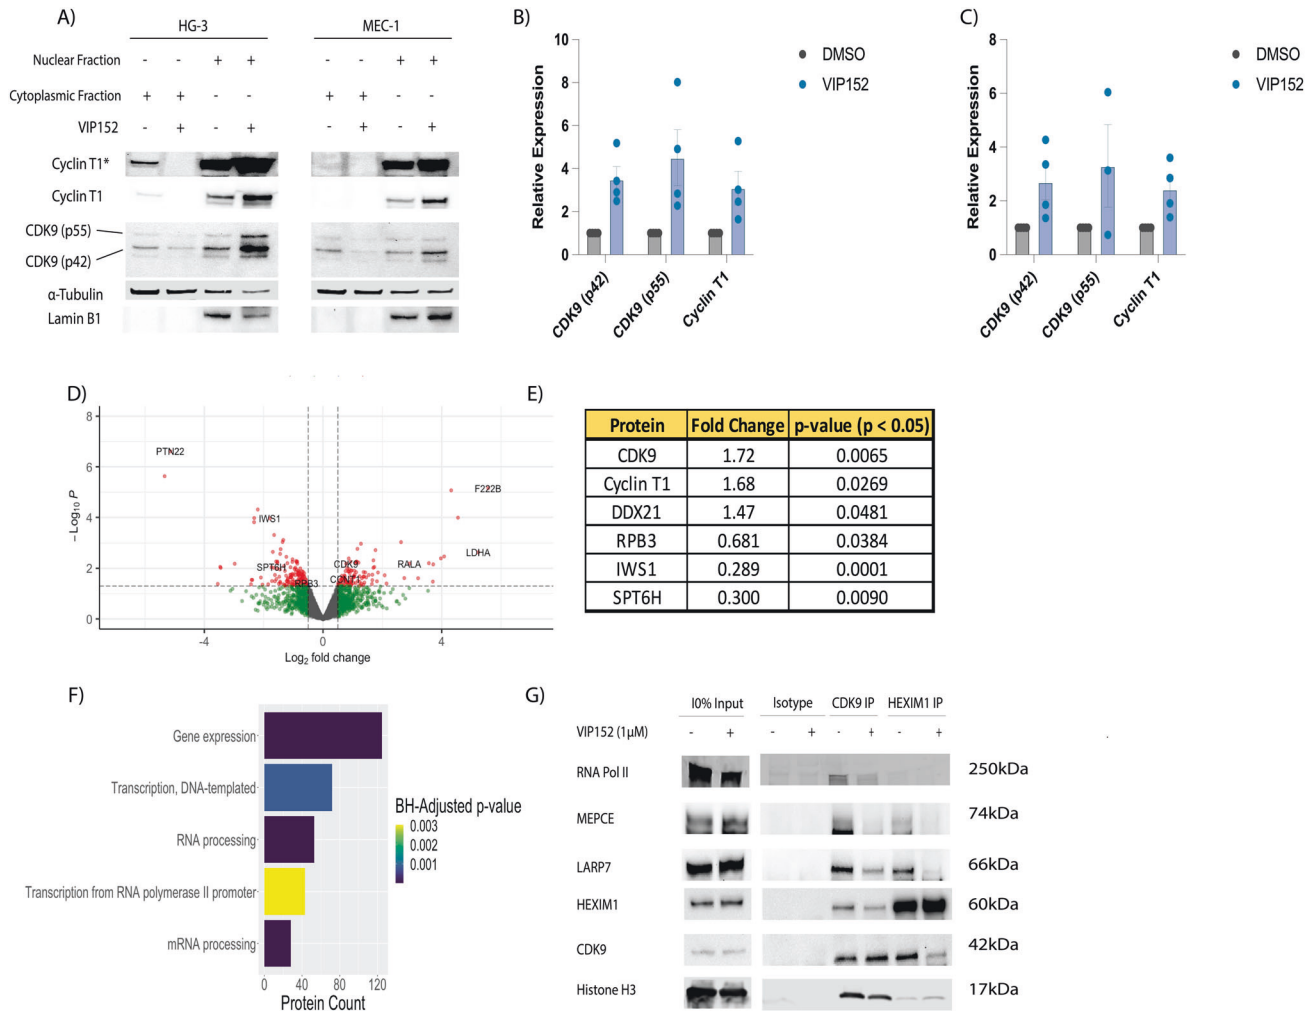 A)
HG-3
MEC-1
Nuclear Fraction - - + + - - + +
Cytoplasmic Fraction + + - - + + - -
VIP152 - + - + - + - +
Cyclin T1*
Cyclin T1
CDK9 (p55)
CDK9 (p42)
α-Tubulin
Lamin B1
B)
Relative Expression
10
8
6
4
2
0
DMSO
VIP152
CDK9 (p42)
CDK9 (p55)
Cyclin T1
C)
Relative Expression
8
6
4
2
0
DMSO
VIP152
CDK9 (p42)
CDK9 (p55)
Cyclin T1
D)
8
6
4
2
0
-Log10 P
PTN22
F222B
IWS1
LDHA
SPT6H
CDK9
RALA
RPB3
CCNT1
-4 0 4
Log2 fold change
E)
Protein Fold Change p-value (p < 0.05)
CDK9 1.72 0.0065
Cyclin T1 1.68 0.0269
DDX21 1.47 0.0481
RPB3 0.681 0.0384
IWS1 0.289 0.0001
SPT6H 0.300 0.0090
F)
Gene expression
Transcription, DNA-templated
RNA processing
Transcription from RNA polymerase II promoter
mRNA processing
0 40 80 120
Protein Count
BH-Adjusted p-value
0.003
0.002
0.001
G)
10% Input Isotype CDK9 IP HEXIM1 IP
VIP152 (1μM) - + - + - + - +
RNA Pol II 250kDa
MEPCE 74kDa
LARP7 66kDa
HEXIM1 60kDa
CDK9 42kDa
Histone H3 17kDa